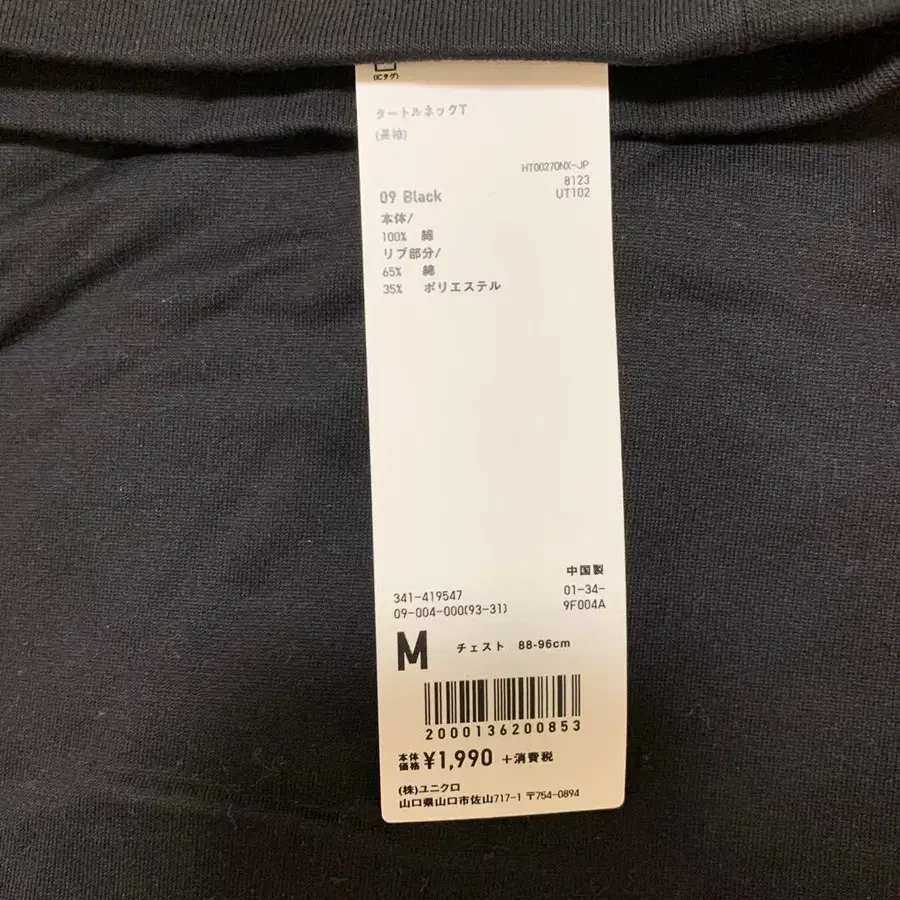 (ICタグ)
タートルネックT
(長袖)
HT00270NX-JP
8123
UT102
09 Black
本体/
100% 綿
リブ部分/
65% 綿
35% ポリエステル
中国製
341-419547 01-34-
09-004-000(93-31) 9F004A
M チェスト 88-96cm
2000136200853
本体価格 ¥1,990 +消費税
(株)ユニクロ
山口県山口市佐山717-1 〒754-0894